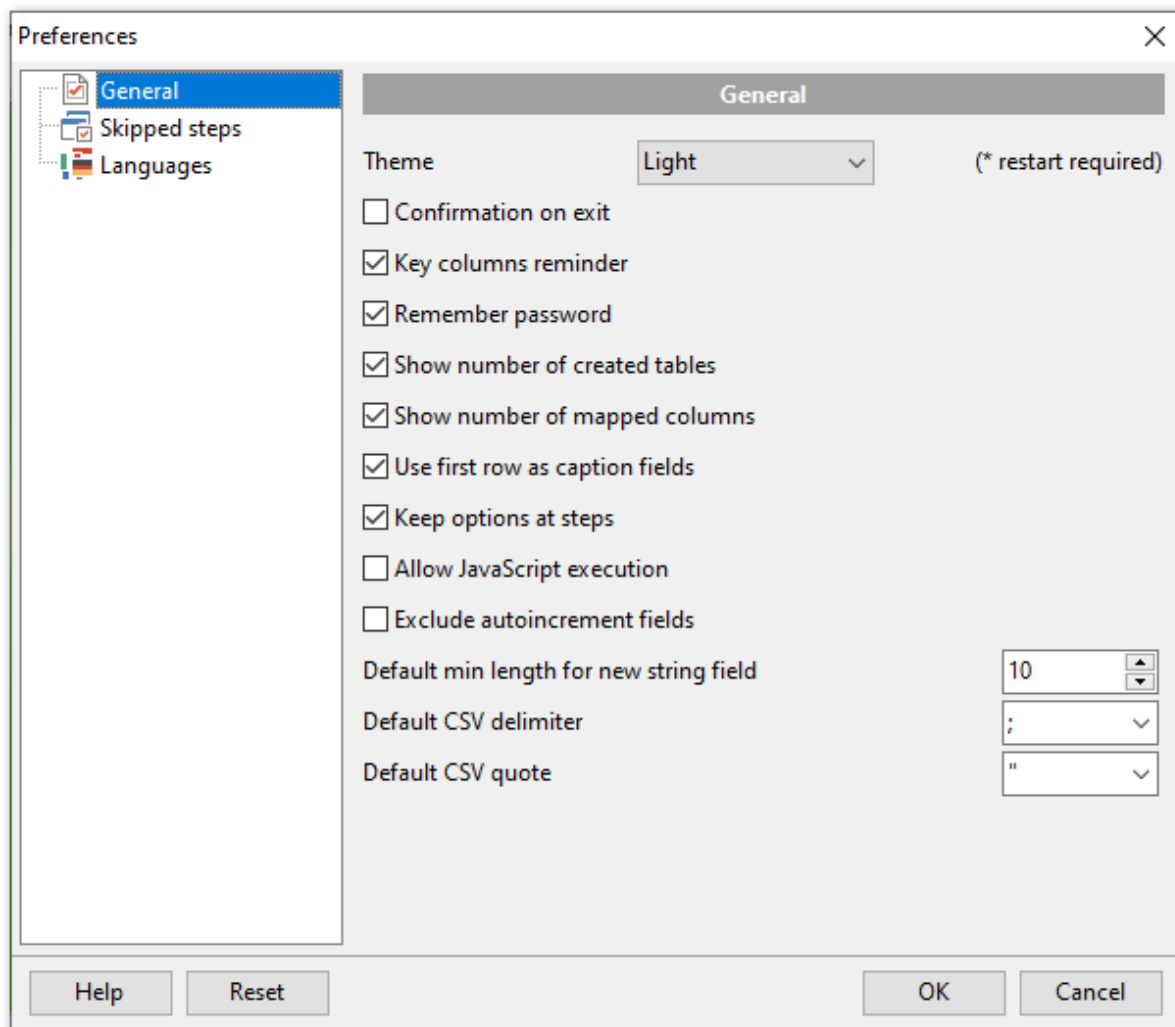 Preferences
General
Skipped steps
Languages
General
Theme Light (* restart required)
Confirmation on exit
Key columns reminder
Remember password
Show number of created tables
Show number of mapped columns
Use first row as caption fields
Keep options at steps
Allow JavaScript execution
Exclude autoincrement fields
Default min length for new string field 10
Default CSV delimiter ;
Default CSV quote "
Help Reset OK Cancel